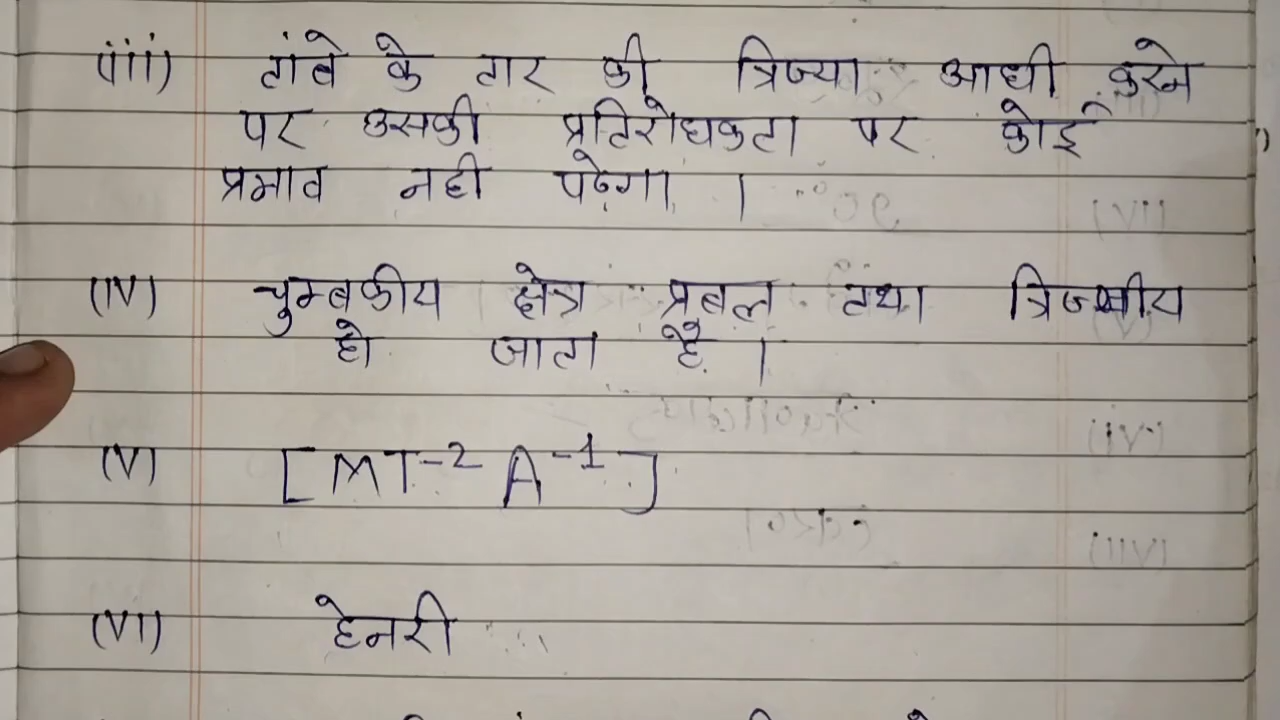 (iii) तांबे के तार की त्रिज्या आधी करने
पर उसकी प्रतिरोधकता पर कोई
प्रभाव नही पढ़ेगा ।
(IV) चुम्बकीय क्षेत्र प्रबल तथा त्रिज्यीय
हो जाता है ।
(V) [MT⁻² A⁻¹]
(VI) हेनरी